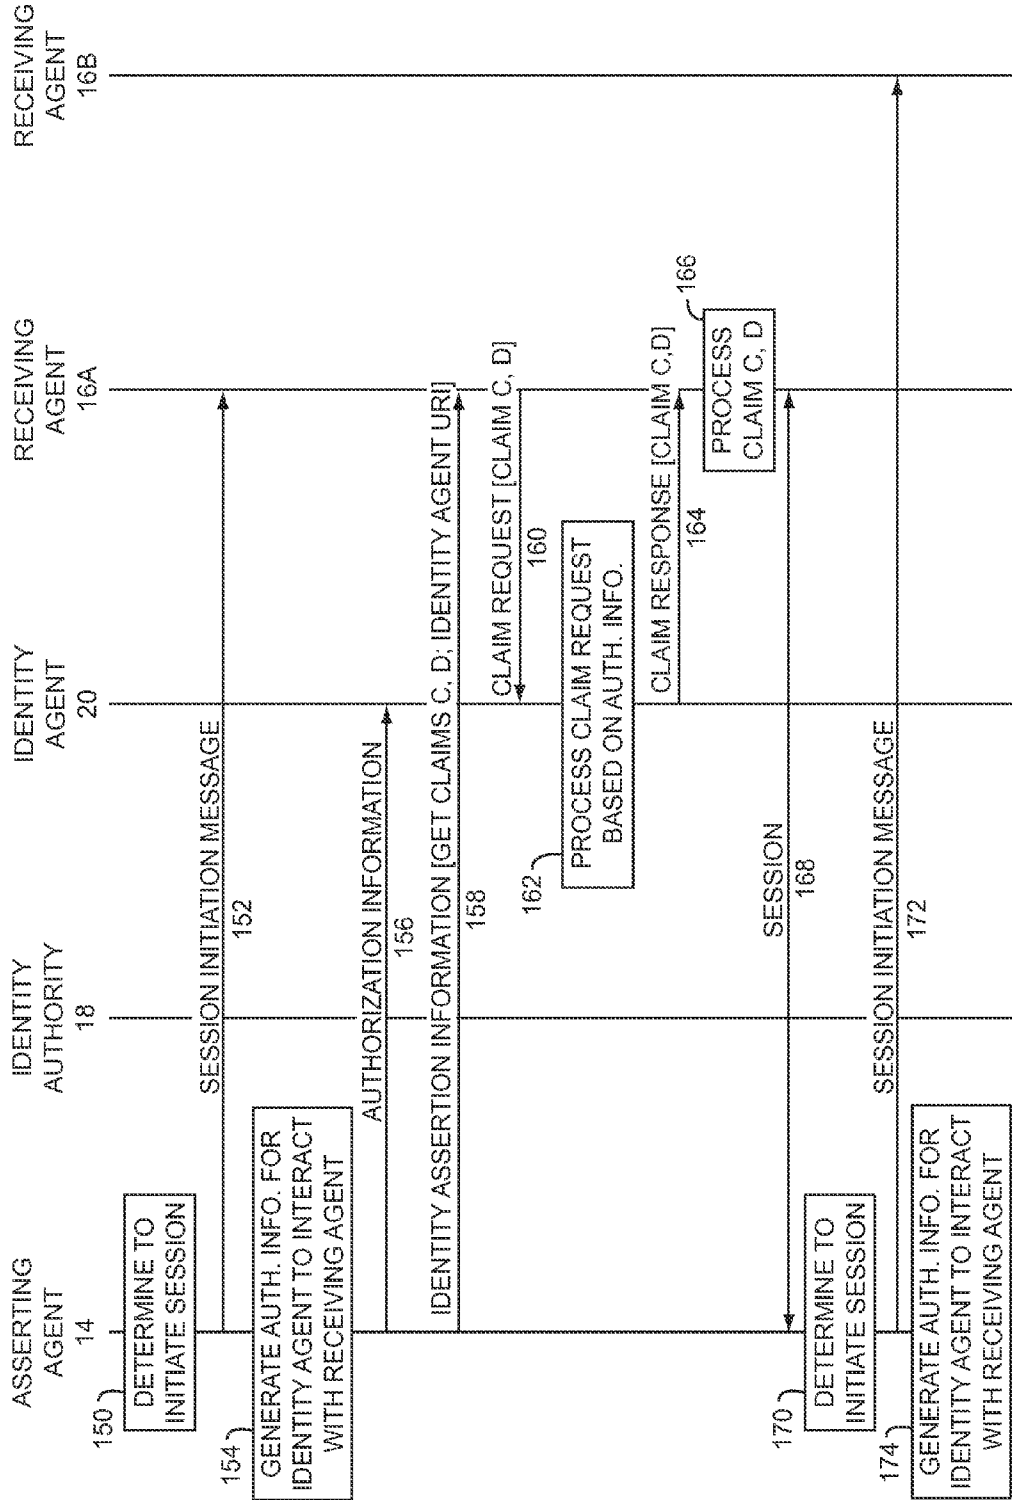 ASSERTING
AGENT
14
IDENTITY
AUTHORITY
18
IDENTITY
AGENT
20
RECEIVING
AGENT
16A
RECEIVING
AGENT
16B
150
DETERMINE TO
INITIATE SESSION
SESSION INITIATION MESSAGE
152
154
GENERATE AUTH. INFO. FOR
IDENTITY AGENT TO INTERACT
WITH RECEIVING AGENT
AUTHORIZATION INFORMATION
156
IDENTITY ASSERTION INFORMATION [GET CLAIMS C, D; IDENTITY AGENT URI]
158
CLAIM REQUEST [CLAIM C, D]
160
162
PROCESS CLAIM REQUEST
BASED ON AUTH. INFO.
CLAIM RESPONSE [CLAIM C,D]
164
166
PROCESS
CLAIM C, D
SESSION
168
170
DETERMINE TO
INITIATE SESSION
SESSION INITIATION MESSAGE
172
174
GENERATE AUTH. INFO. FOR
IDENTITY AGENT TO INTERACT
WITH RECEIVING AGENT